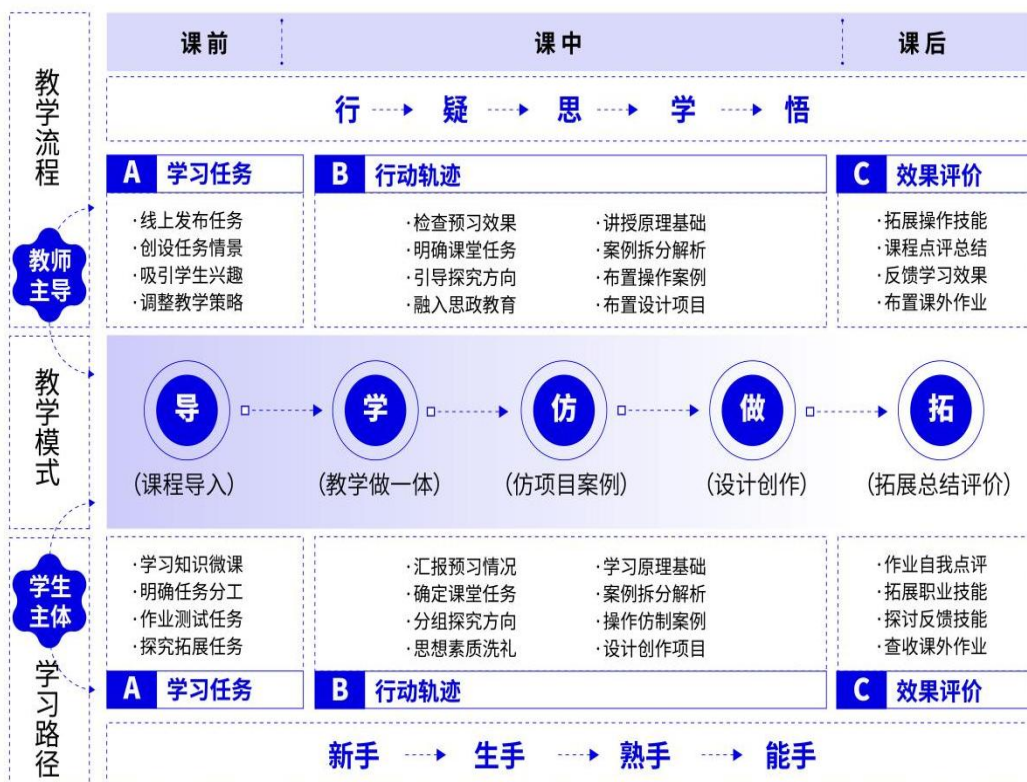 课前 课中 课后
教学流程
行 疑 思 学 悟
A 学习任务
B 行动轨迹
C 效果评价
·线上发布任务
·创设任务情景
·吸引学生兴趣
·调整教学策略
·检查预习效果
·明确课堂任务
·引导探究方向
·融入思政教育
·讲授原理基础
·案例拆分解析
·布置操作案例
·布置设计项目
·拓展操作技能
·课程点评总结
·反馈学习效果
·布置课外作业
教师
主导
教学模式
导 学 仿 做 拓
(课程导入) (教学做一体) (仿项目案例) (设计创作) (拓展总结评价)
学生
主体
学习路径
·学习知识微课
·明确任务分工
·作业测试任务
·探究拓展任务
·汇报预习情况
·确定课堂任务
·分组探究方向
·思想素质洗礼
·学习原理基础
·案例拆分解析
·操作仿制案例
·设计创作项目
·作业自我点评
·拓展职业技能
·探讨反馈技能
·查收课外作业
A 学习任务
B 行动轨迹
C 效果评价
新手 生手 熟手 能手